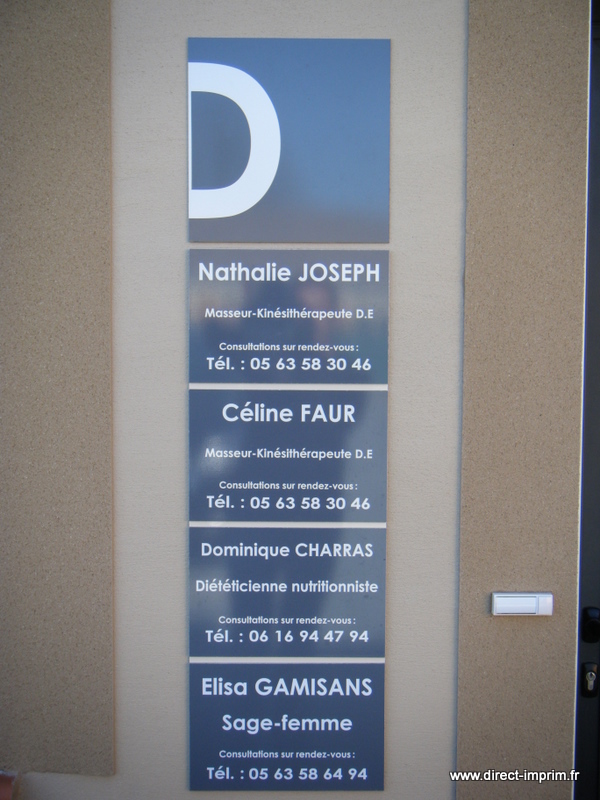 D
Nathalie JOSEPH
Masseur-Kinésithérapeute D.E
Consultations sur rendez-vous :
Tél. : 05 63 58 30 46
Céline FAUR
Masseur-Kinésithérapeute D.E
Consultations sur rendez-vous :
Tél. : 05 63 58 30 46
Dominique CHARRAS
Diététicienne nutritionniste
Consultations sur rendez-vous :
Tél. : 06 16 94 47 94
Elisa GAMISANS
Sage-femme
Consultations sur rendez-vous :
Tél. : 05 63 58 64 94
www.direct-imprim.fr